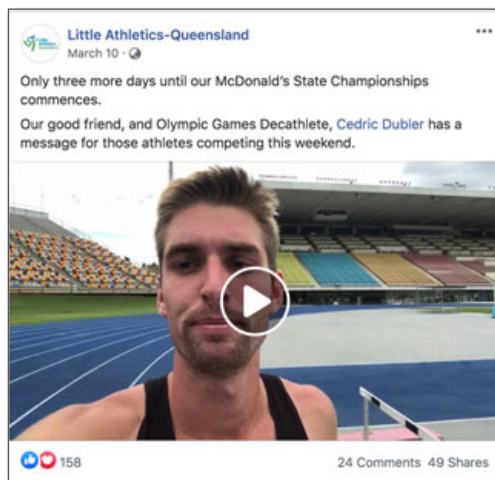 Little Athletics-Queensland
March 10 ·
Only three more days until our McDonald's State Championships
commences.
Our good friend, and Olympic Games Decathlete, Cedric Dubler has a
message for those athletes competing this weekend.
158
24 Comments 49 Shares